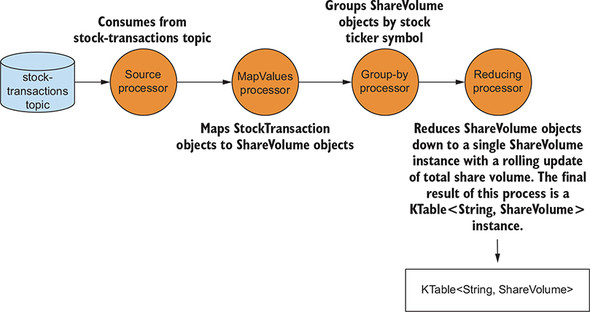 Consumes from
stock-transactions topic
Groups ShareVolume
objects by stock
ticker symbol
stock-
transactions
topic
Source
processor
MapValues
processor
Group-by
processor
Reducing
processor
Maps StockTransaction
objects to ShareVolume objects
Reduces ShareVolume objects
down to a single ShareVolume
instance with a rolling update
of total share volume. The final
result of this process is a
KTable<String, ShareVolume>
instance.
KTable<String, ShareVolume>